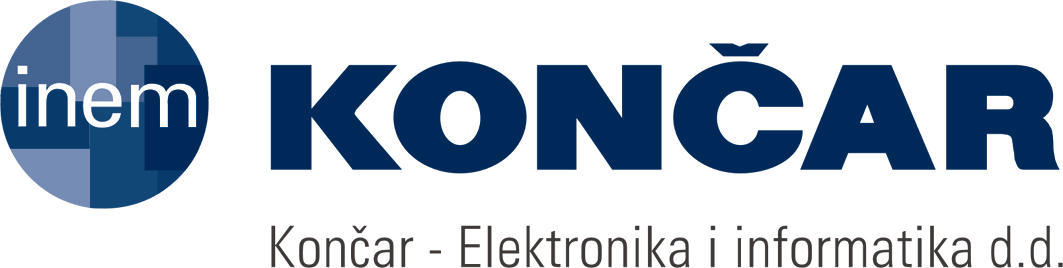 inem
KONČAR
Končar - Elektronika i informatika d.d.